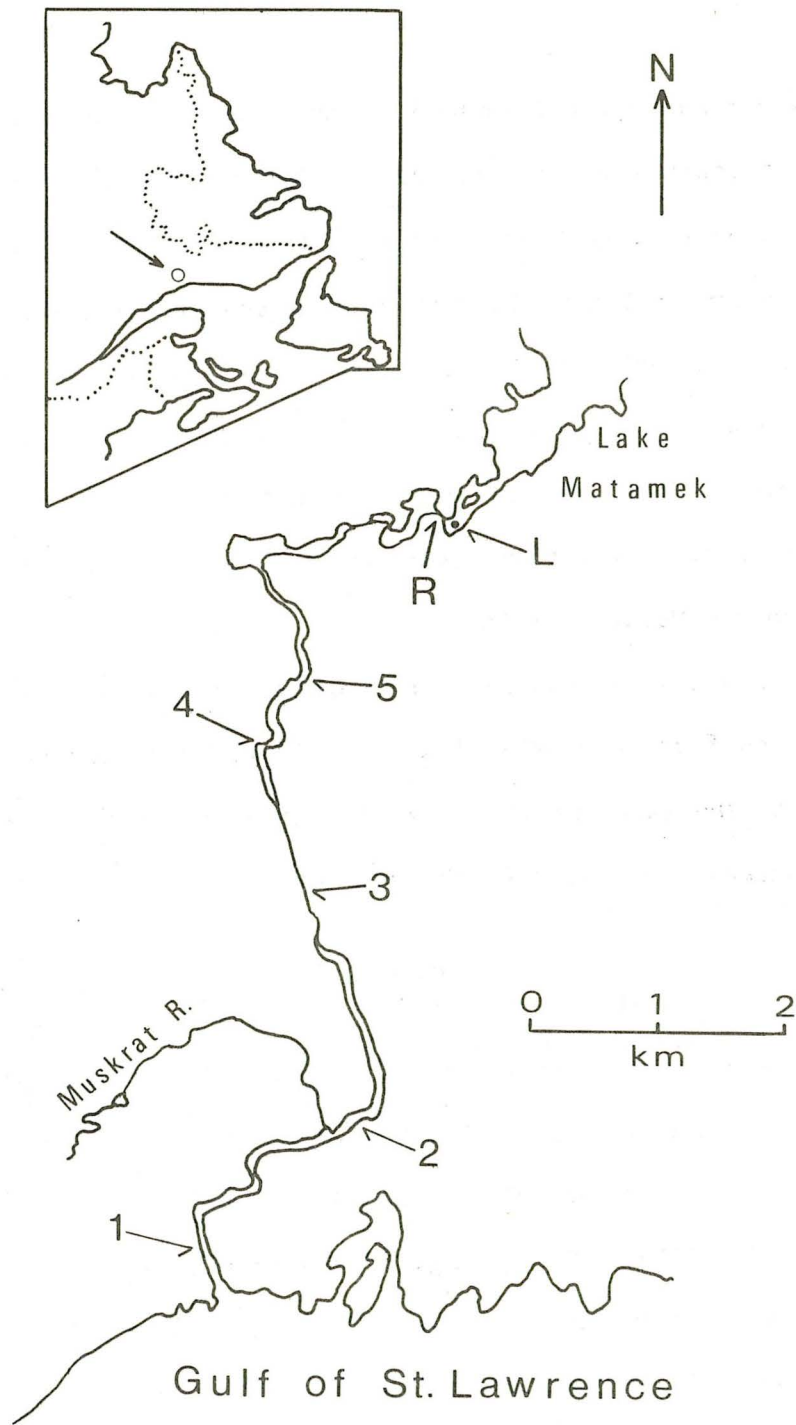 N
Lake
Matamek
L
R
5
4
3
0 1 2
km
Muskrat R.
2
1
Gulf of St. Lawrence